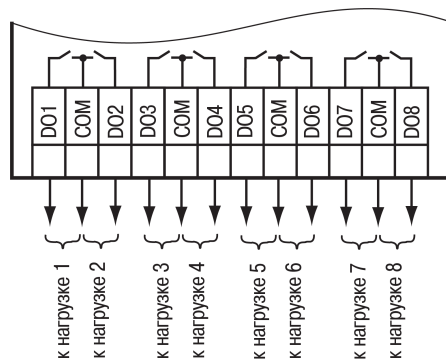 DO1
COM
DO2
DO3
COM
DO4
DO5
COM
DO6
DO7
COM
DO8
к нагрузке 1
к нагрузке 2
к нагрузке 3
к нагрузке 4
к нагрузке 5
к нагрузке 6
к нагрузке 7
к нагрузке 8